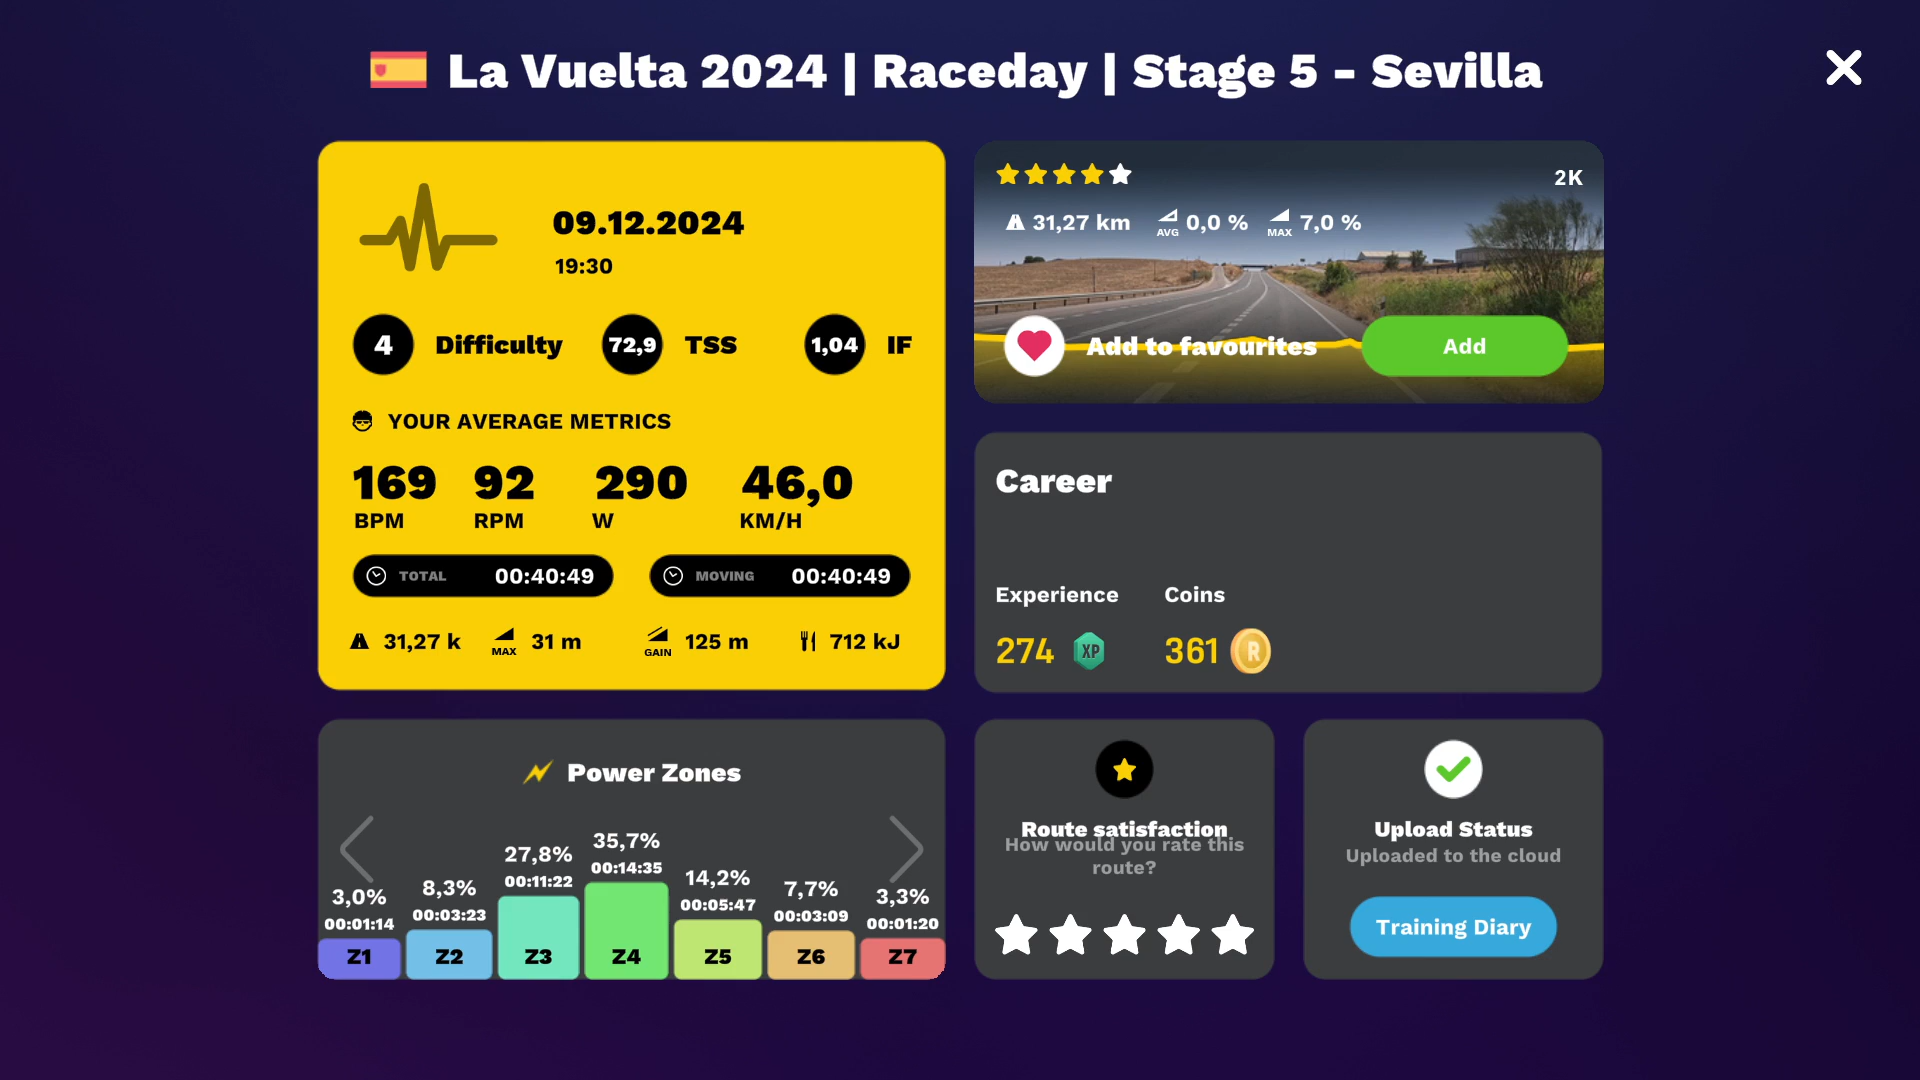 La Vuelta 2024 | Raceday | Stage 5 - Sevilla
09.12.2024
19:30
4 Difficulty 72,9 TSS 1,04 IF
YOUR AVERAGE METRICS
169 92 290 46,0
BPM RPM W KM/H
TOTAL 00:40:49 MOVING 00:40:49
31,27 k MAX 31 m GAIN 125 m 712 kJ
2K
31,27 km AVG 0,0 % MAX 7,0 %
Add to favourites Add
Career
Experience Coins
274 XP 361 R
Power Zones
3,0% 8,3% 27,8% 35,7% 14,2% 7,7% 3,3%
00:01:14 00:03:23 00:11:22 00:14:35 00:05:47 00:03:09 00:01:20
Z1 Z2 Z3 Z4 Z5 Z6 Z7
Route satisfaction
How would you rate this
route?
Upload Status
Uploaded to the cloud
Training Diary